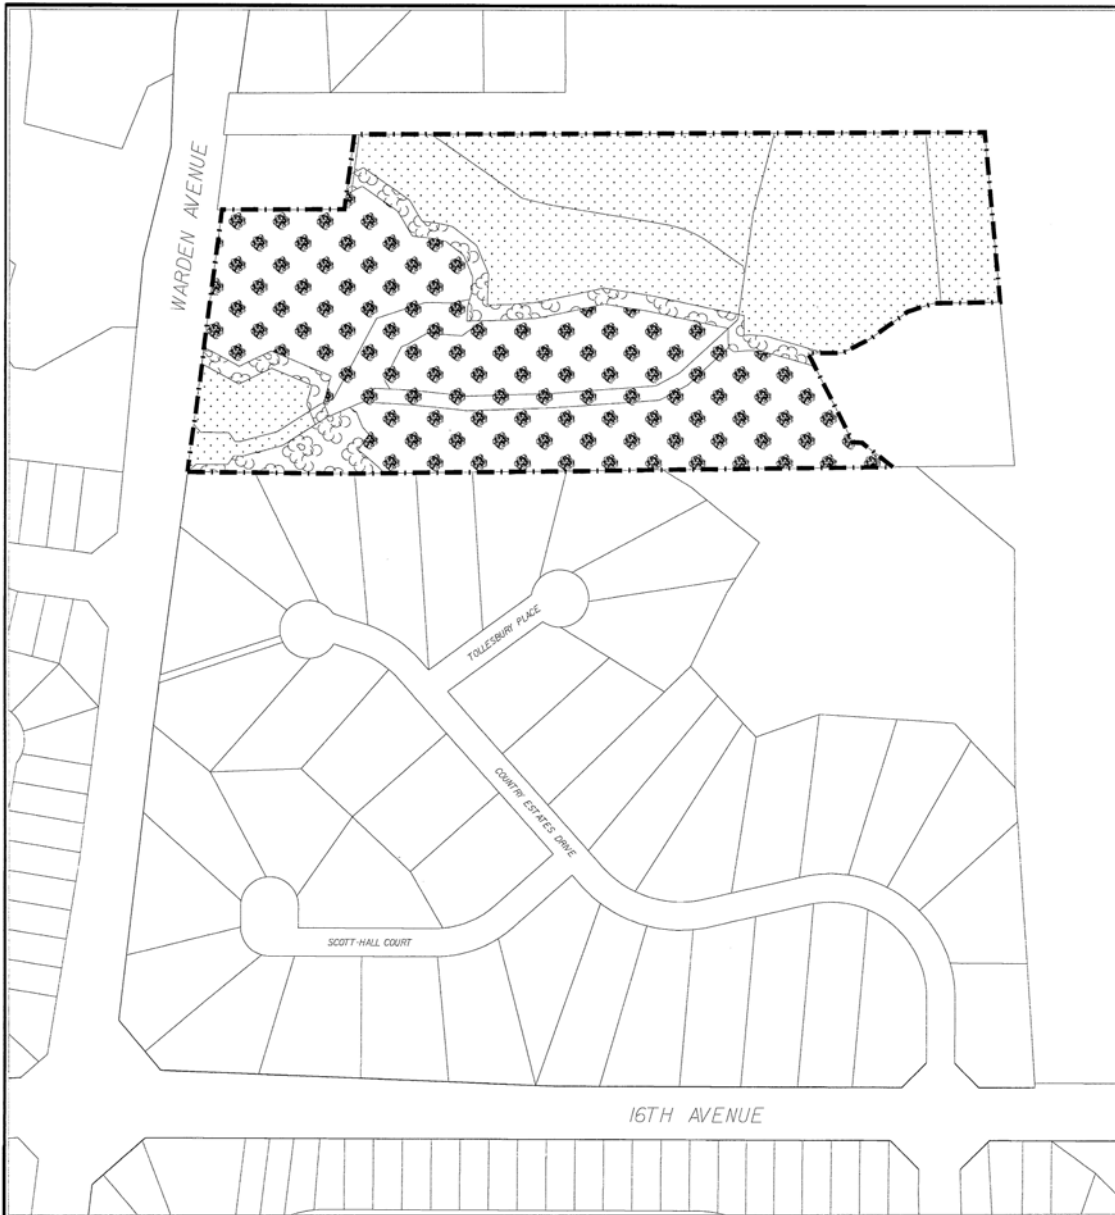 WARDEN AVENUE
TOLLESBURY PLACE
COUNTRY ESTATES DRIVE
SCOTT-HALL COURT
16TH AVENUE